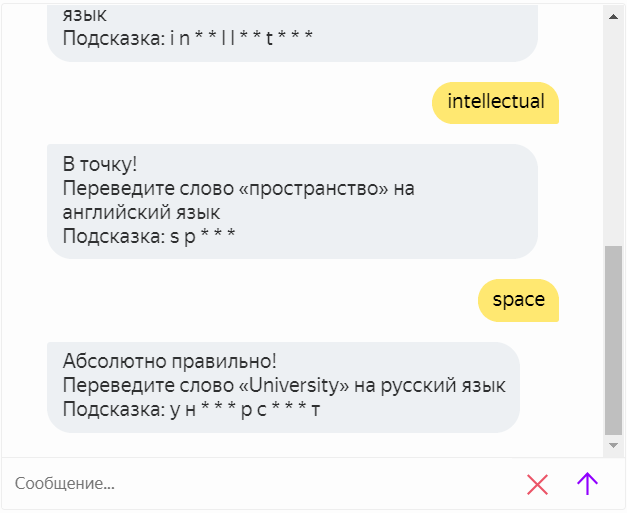 язык
Подсказка: i n * * l l * * t * * *
intellectual
В точку!
Переведите слово «пространство» на
английский язык
Подсказка: s p * * *
space
Абсолютно правильно!
Переведите слово «University» на русский язык
Подсказка: у н * * * р с * * * т
Сообщение...